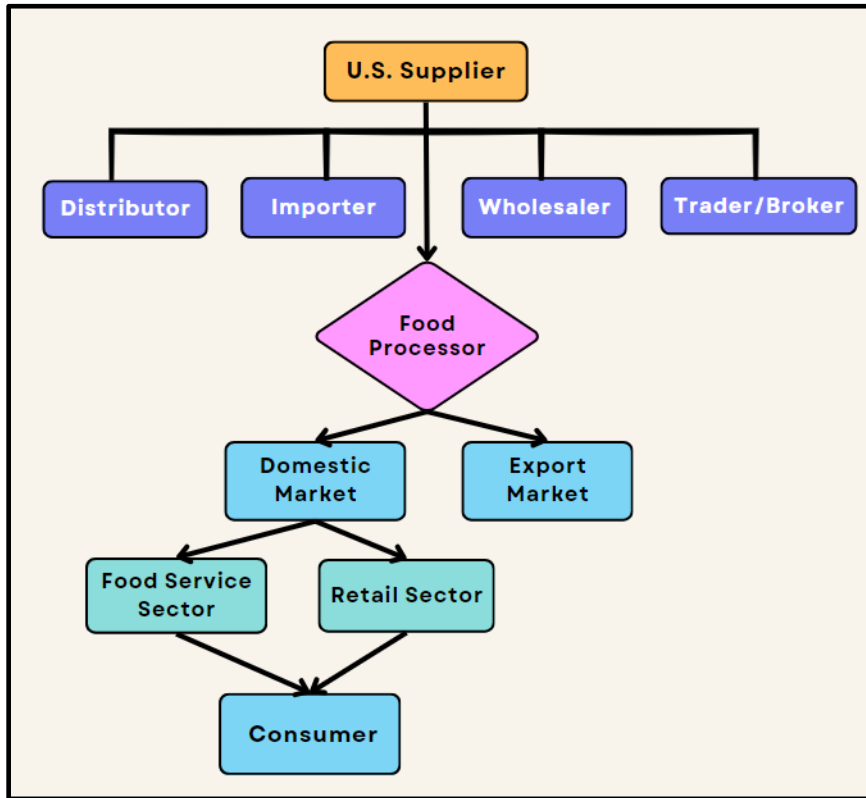 U.S. Supplier
Distributor
Importer
Wholesaler
Trader/Broker
Food
Processor
Domestic
Market
Export
Market
Food Service
Sector
Retail Sector
Consumer